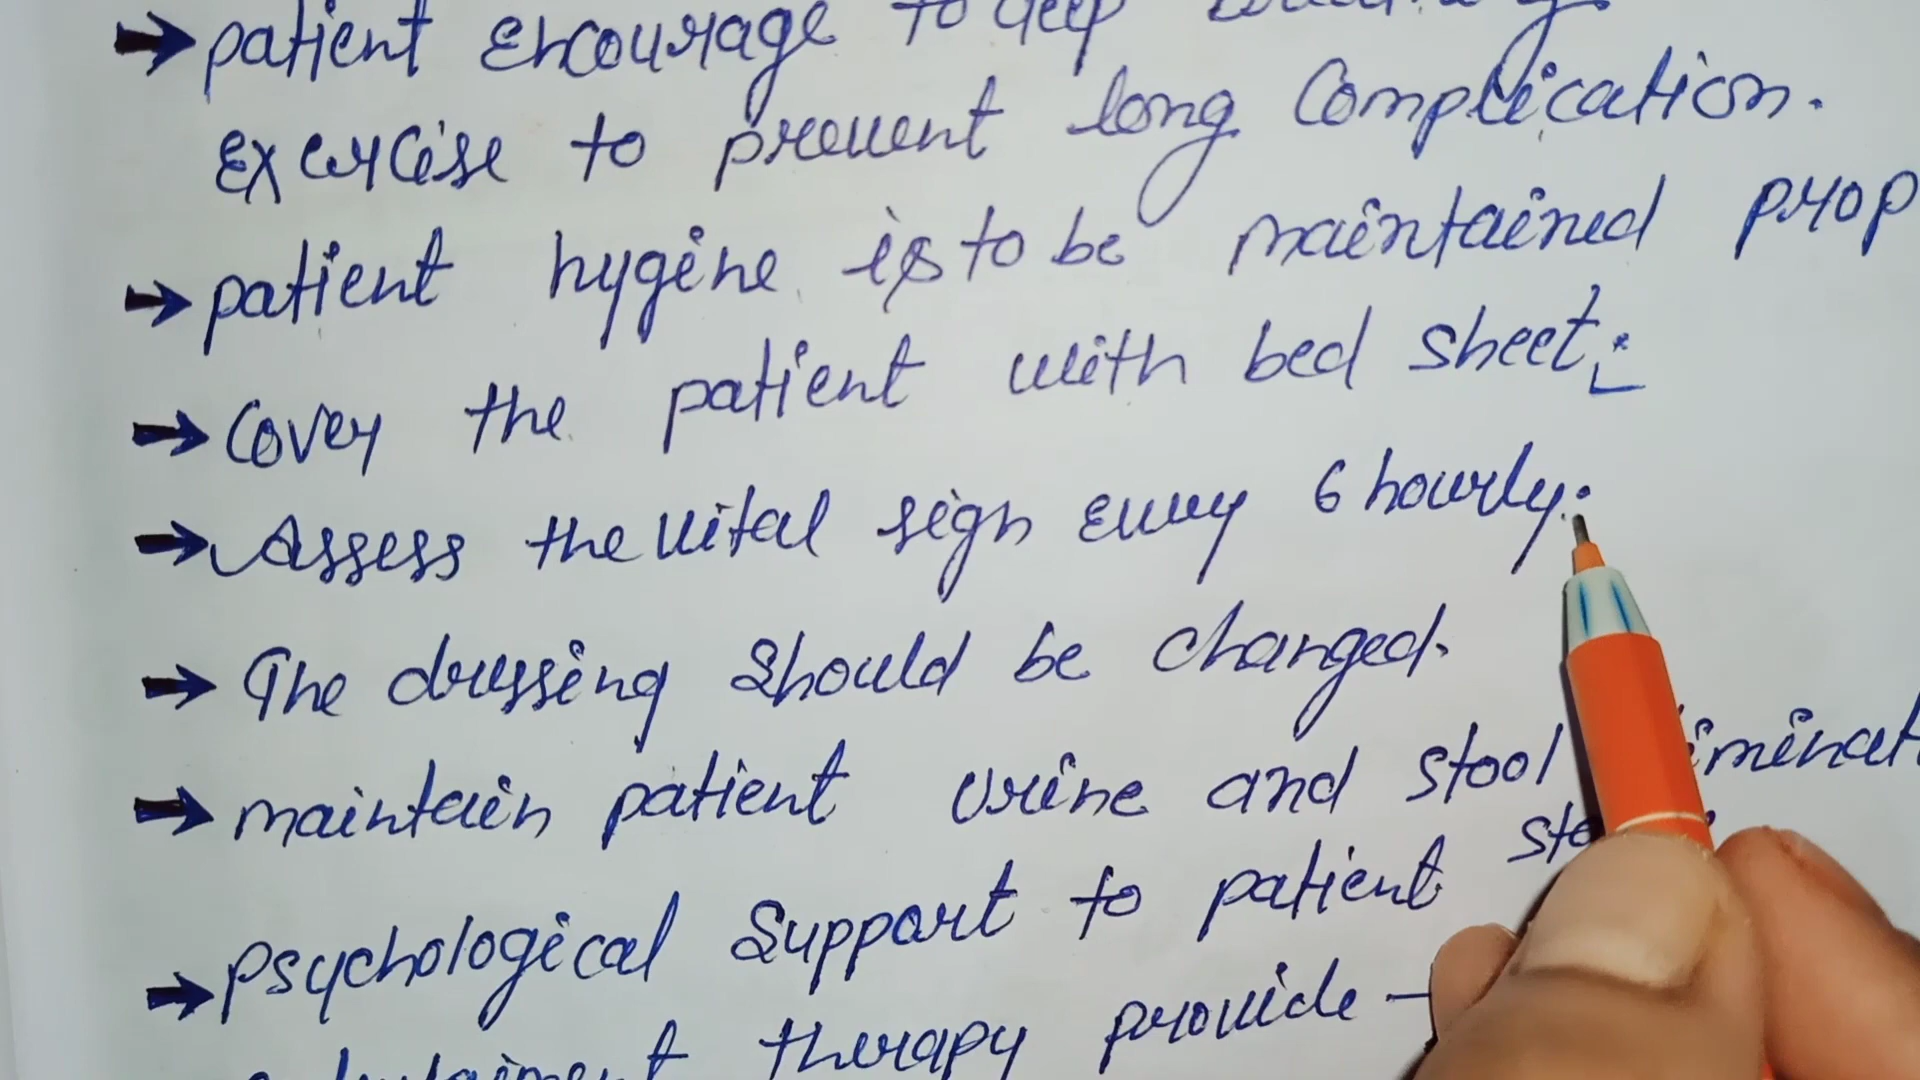 → patient encourage to deep
Exercise to prevent long complication.
→ patient hygine is to be maintained prop
→ Cover the patient with bed sheet.
→ Assess the vital sign every 6 hourly.
→ The dressing should be changed.
→ maintain patient urine and stool
→ psychological support to patient
therapy provide -